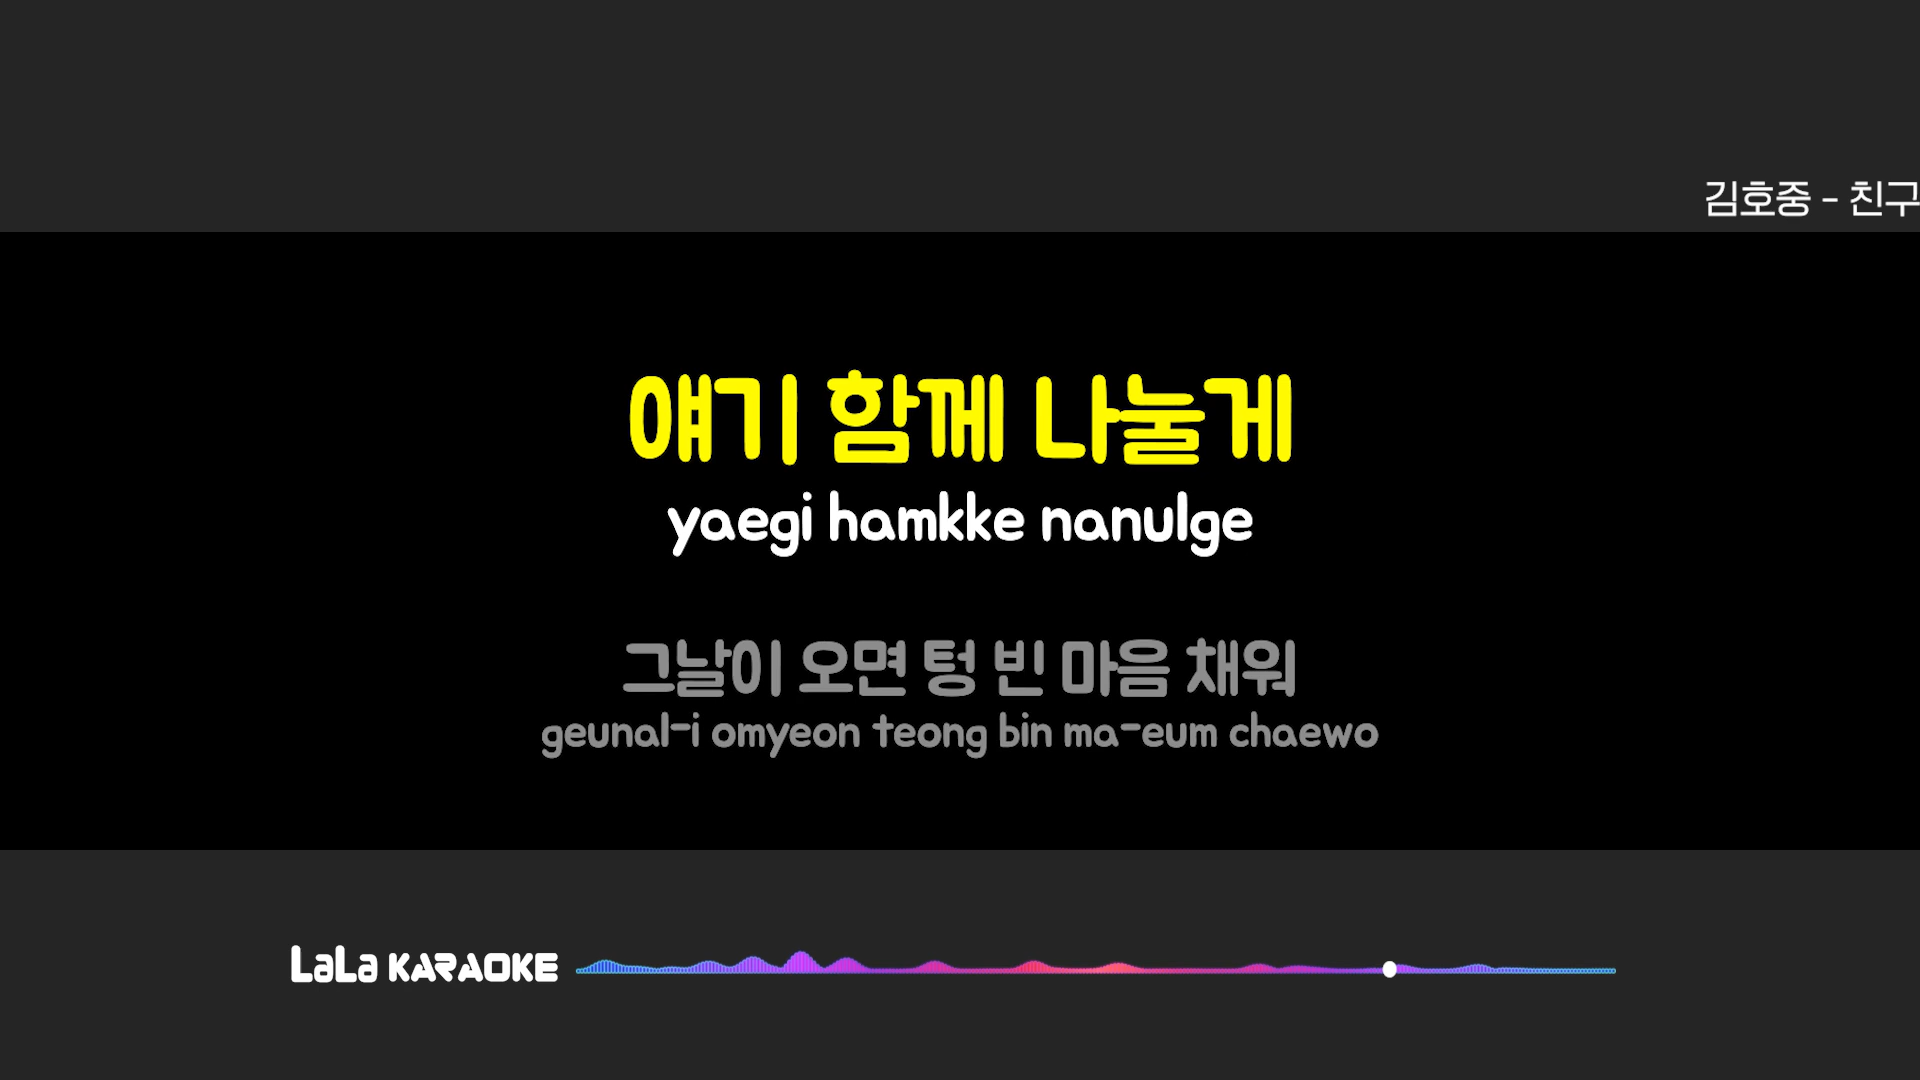 김호중 - 친구
얘기 함께 나눌게
yaegi hamkke nanulge
그날이 오면 텅 빈 마음 채워
geunal-i omyeon teong bin ma-eum chaewo
LaLa KARAOKE